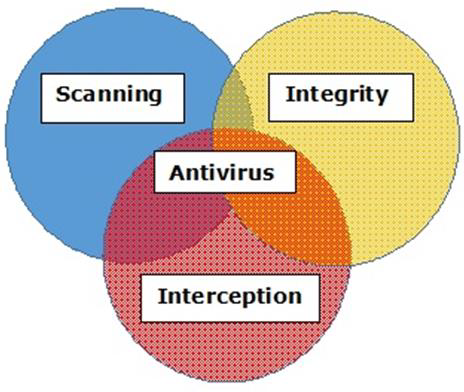 Scanning
Integrity
Antivirus
Interception